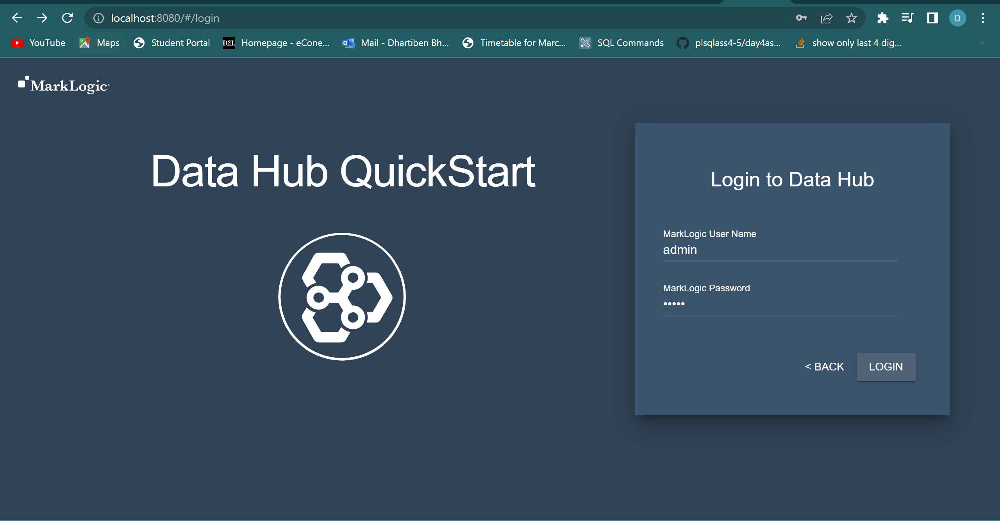 localhost:8080/#/login
D
YouTube
Maps
Student Portal
D2L
Homepage - eCone...
Mail - Dhartiben Bh...
Timetable for Marc...
SQL Commands
plsqlass4-5/day4as...
show only last 4 dig...
»
MarkLogic
Data Hub QuickStart
Login to Data Hub
MarkLogic User Name
admin
MarkLogic Password
•••••
< BACK
LOGIN